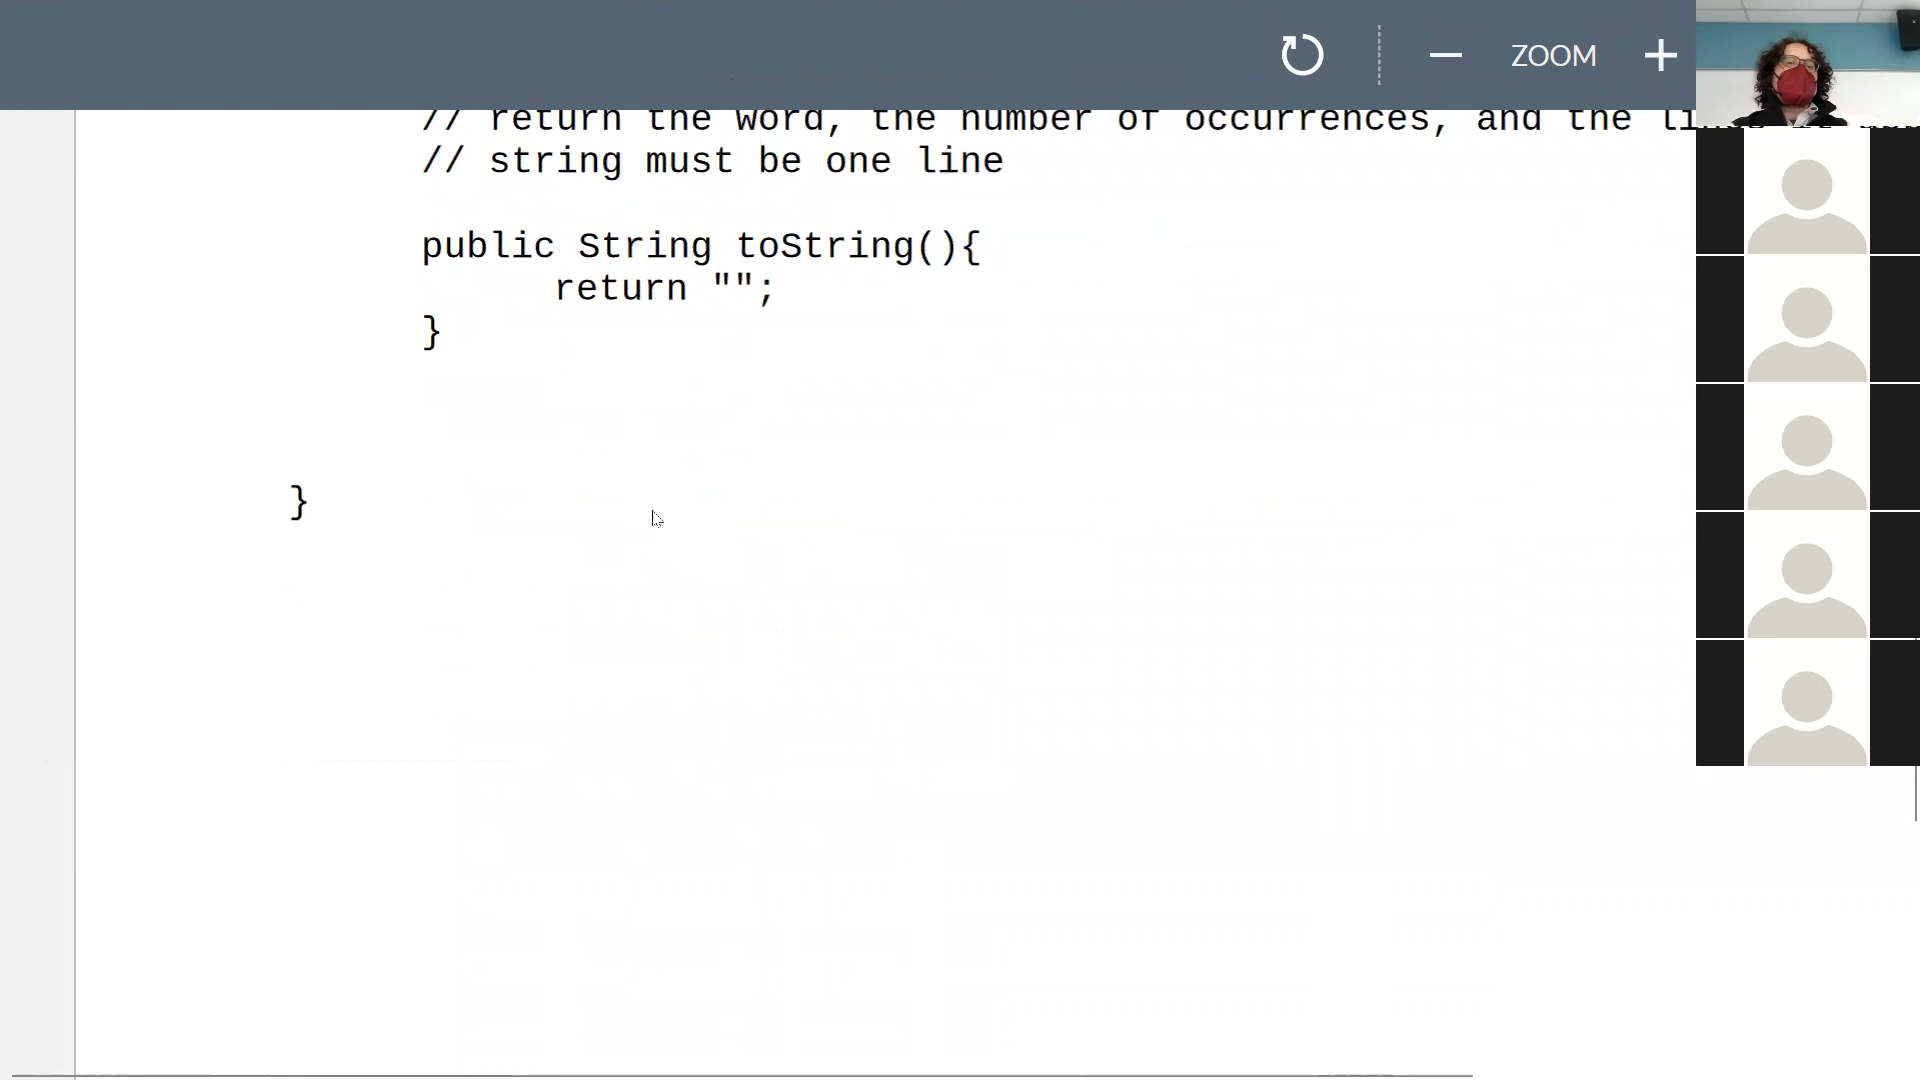 ZOOM
// return the word, the number of occurrences, and the
// string must be one line
public String toString(){
return "";
}
}